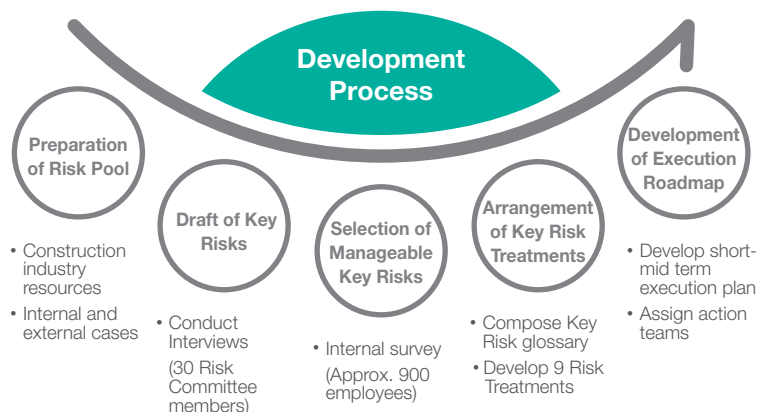 Development
Process
Preparation
of Risk Pool
• Construction
industry
resources
• Internal and
external cases
Draft of Key
Risks
• Conduct
Interviews
(30 Risk
Committee
members)
Selection of
Manageable
Key Risks
• Internal survey
(Approx. 900
employees)
Arrangement
of Key Risk
Treatments
• Compose Key
Risk glossary
• Develop 9 Risk
Treatments
Development
of Execution
Roadmap
• Develop short-
mid term
execution plan
• Assign action
teams